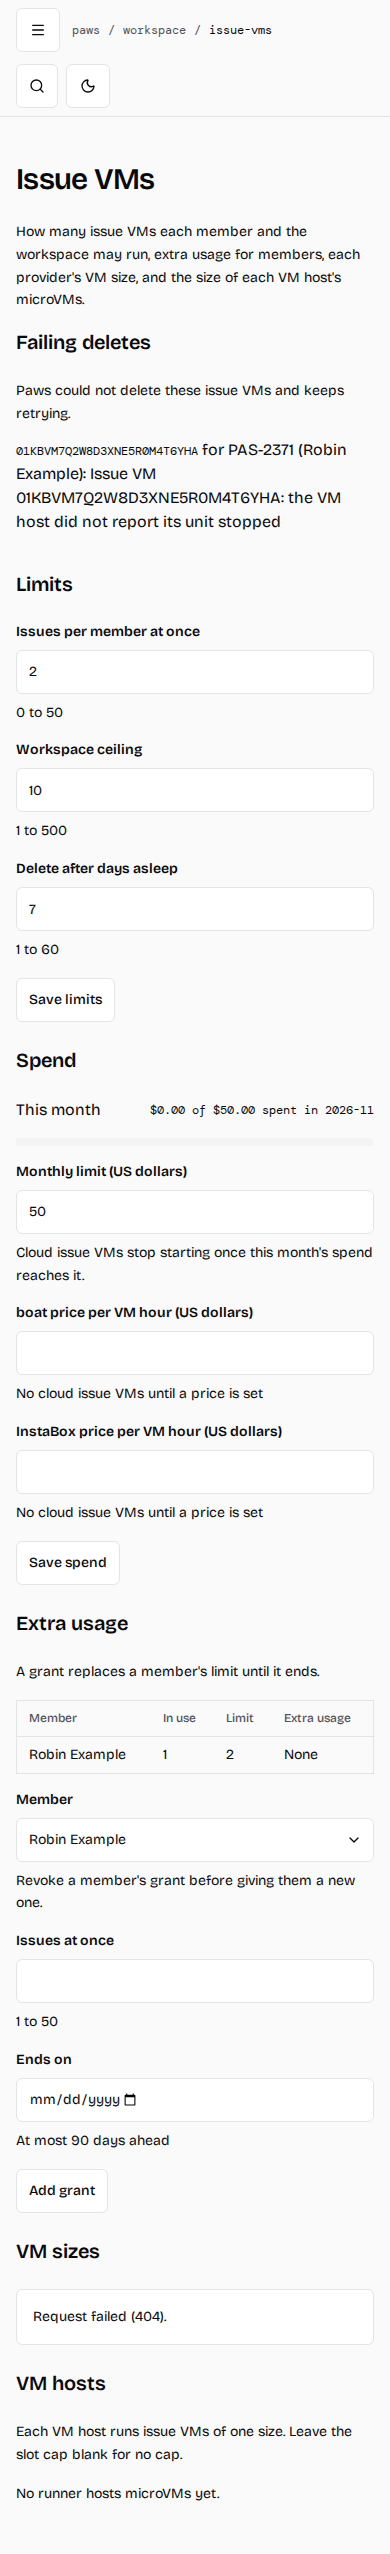 paws / workspace / issue-vms
Issue VMs
How many issue VMs each member and the
workspace may run, extra usage for members, each
provider's VM size, and the size of each VM host's
microVMs.
Failing deletes
Paws could not delete these issue VMs and keeps
retrying.
01KBVM7Q2W8D3XNE5R0M4T6YHA for PAS-2371 (Robin
Example): Issue VM
01KBVM7Q2W8D3XNE5R0M4T6YHA: the VM
host did not report its unit stopped
Limits
Issues per member at once
2
0 to 50
Workspace ceiling
10
1 to 500
Delete after days asleep
7
1 to 60
Save limits
Spend
This month $0.00 of $50.00 spent in 2026-11
Monthly limit (US dollars)
50
Cloud issue VMs stop starting once this month's spend
reaches it.
boat price per VM hour (US dollars)
No cloud issue VMs until a price is set
InstaBox price per VM hour (US dollars)
No cloud issue VMs until a price is set
Save spend
Extra usage
A grant replaces a member's limit until it ends.
Member In use Limit Extra usage
Robin Example 1 2 None
Member
Robin Example
Revoke a member's grant before giving them a new
one.
Issues at once
1 to 50
Ends on
mm/dd/yyyy
At most 90 days ahead
Add grant
VM sizes
Request failed (404).
VM hosts
Each VM host runs issue VMs of one size. Leave the
slot cap blank for no cap.
No runner hosts microVMs yet.